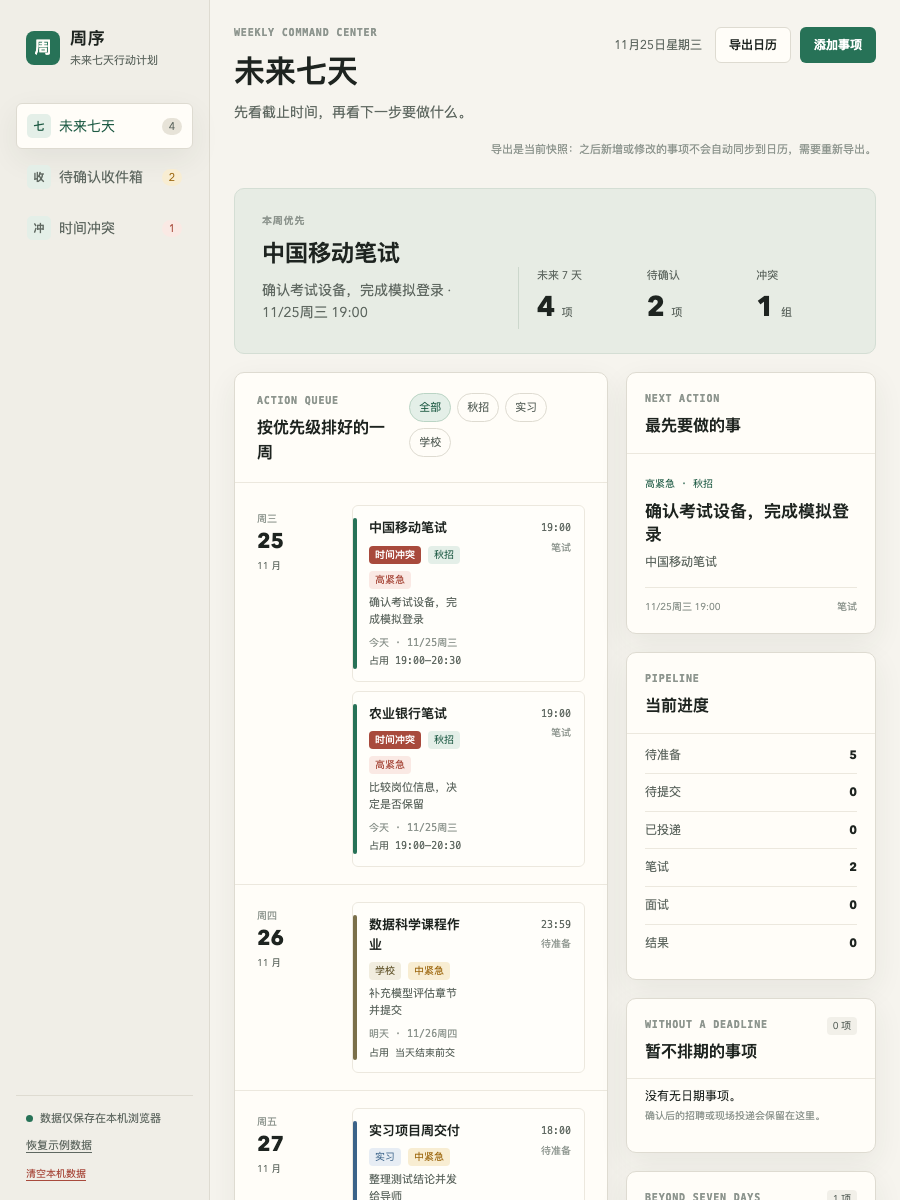 周
周序
未来七天行动计划
七 未来七天 4
收 待确认收件箱 2
冲 时间冲突 1
数据仅保存在本机浏览器
恢复示例数据
清空本机数据
WEEKLY COMMAND CENTER
未来七天
先看截止时间，再看下一步要做什么。
11月25日星期三
导出日历
添加事项
导出是当前快照：之后新增或修改的事项不会自动同步到日历，需要重新导出。
本周优先
中国移动笔试
确认考试设备，完成模拟登录 ·
11/25周三 19:00
未来 7 天
4 项
待确认
2 项
冲突
1 组
ACTION QUEUE
按优先级排好的一
周
全部 秋招 实习
学校
周三
25
11 月
中国移动笔试 19:00
时间冲突 秋招 笔试
高紧急
确认考试设备，完
成模拟登录
今天 · 11/25周三
占用 19:00–20:30
农业银行笔试 19:00
时间冲突 秋招 笔试
高紧急
比较岗位信息，决
定是否保留
今天 · 11/25周三
占用 19:00–20:30
周四
26
11 月
数据科学课程作 23:59
业 待准备
学校 中紧急
补充模型评估章节
并提交
明天 · 11/26周四
占用 当天结束前交
周五
27
11 月
实习项目周交付 18:00
实习 中紧急 待准备
整理测试结论并发
给导师
NEXT ACTION
最先要做的事
高紧急 · 秋招
确认考试设备，完成模拟登
录
中国移动笔试
11/25周三 19:00 笔试
PIPELINE
当前进度
待准备 5
待提交 0
已投递 0
笔试 2
面试 0
结果 0
WITHOUT A DEADLINE 0 项
暂不排期的事项
没有无日期事项。
确认后的招聘或现场投递会保留在这里。
BEYOND SEVEN DAYS 1 项